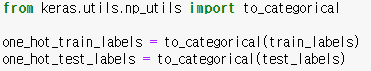 from keras.utils.np_utils import to_categorical
one_hot_train_labels = to_categorical(train_labels)
one_hot_test_labels = to_categorical(test_labels)